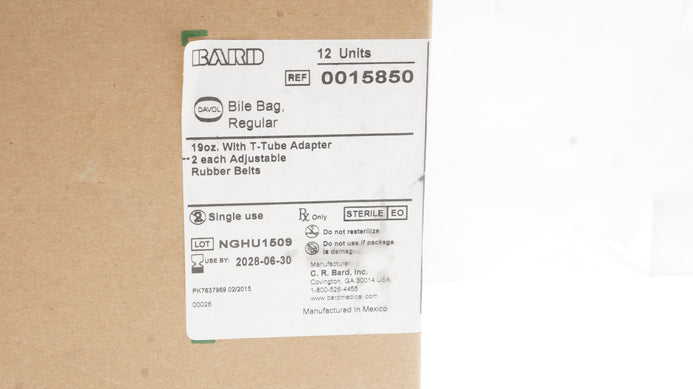 BARD
12 Units
REF 0015850
DAVOL
Bile Bag,
Regular
19oz. With T-Tube Adapter
2 each Adjustable
Rubber Belts
2 Single use
Rx Only
STERILE EO
Do not resterilize
LOT NGHU1509
Do not use if package
is damaged.
USE BY: 2028-06-30
Manufacturer:
C. R. Bard, Inc.
Covington, GA 30014 USA
1-800-526-4455
www.bardmedical.com
PK7637969 02/2015
00026
Manufactured in Mexico